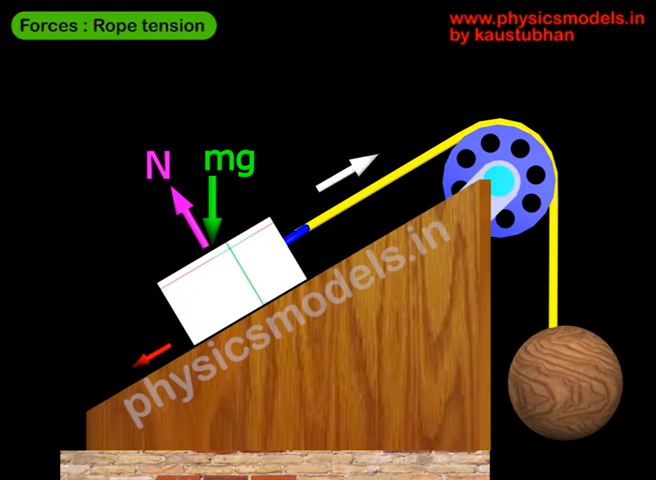 Forces : Rope tension
www.physicsmodels.in
by kaustubhan
N
mg
physicsmodels.in